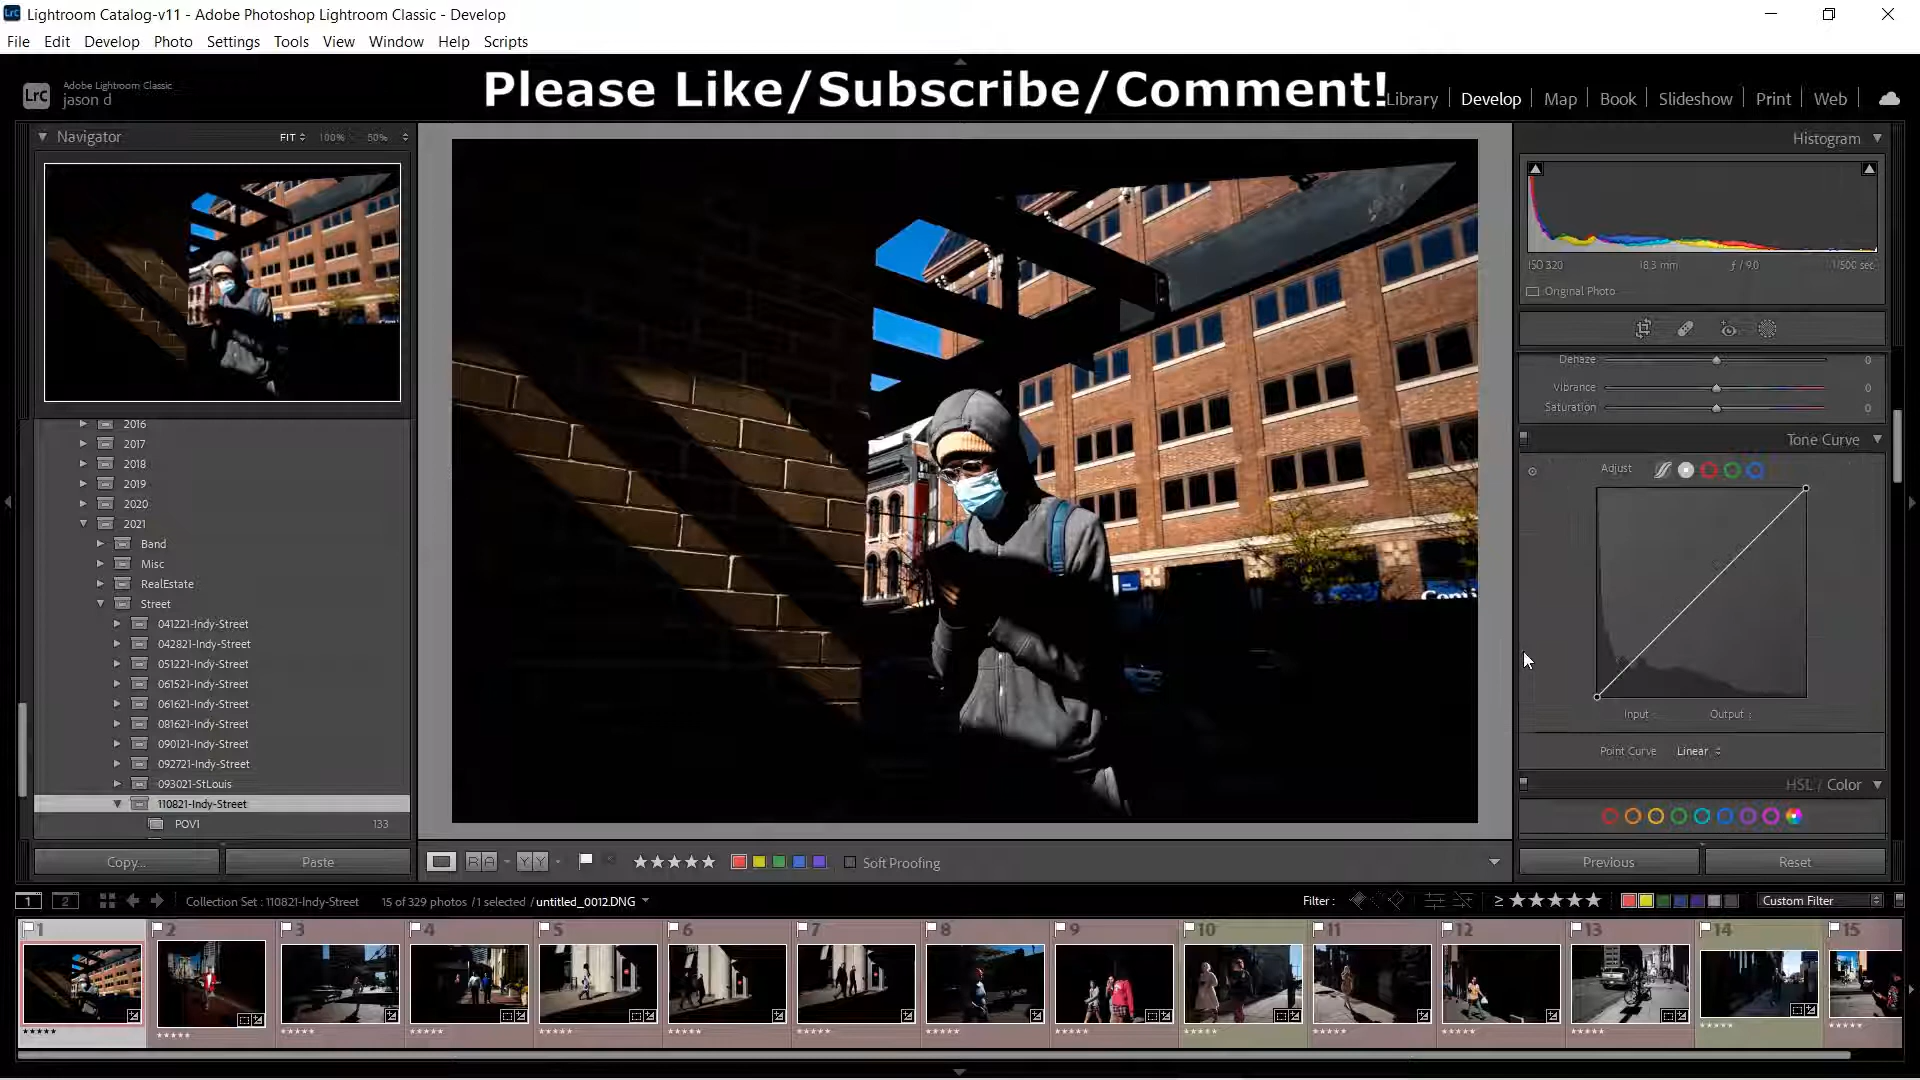 Lightroom Catalog-v11 - Adobe Photoshop Lightroom Classic - Develop
File Edit Develop Photo Settings Tools View Window Help Scripts
Please Like/Subscribe/Comment!
LrC
Adobe Lightroom Classic
jason d
Library Develop Map Book Slideshow Print Web
Navigator FIT 100% 50%
Histogram
ISO 320 18.3 mm ƒ / 9.0 1/500 sec
Original Photo
Dehaze 0
Vibrance 0
Saturation 0
Tone Curve
Adjust
Input : Output :
Point Curve Linear
HSL / Color
2016
2017
2018
2019
2020
2021
Band
Misc
RealEstate
Street
041221-Indy-Street
042821-Indy-Street
051221-Indy-Street
061521-Indy-Street
061621-Indy-Street
081621-Indy-Street
090121-Indy-Street
092721-Indy-Street
093021-StLouis
110821-Indy-Street
POV1 133
Copy... Paste
R A Y Y Soft Proofing
Previous Reset
1 2 Collection Set : 110821-Indy-Street 15 of 329 photos / 1 selected / untitled_0012.DNG Filter : ≥ ★★★★★ Custom Filter
1 2 3 4 5 6 7 8 9 10 11 12 13 14 15